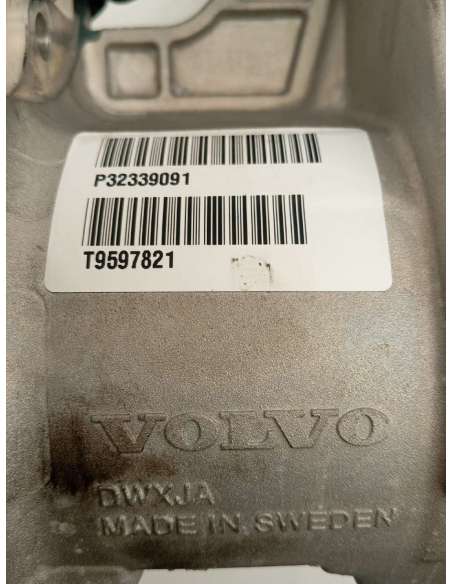 P32339091
T9597821
VOLVO
DWXJA
MADE IN SWEDEN